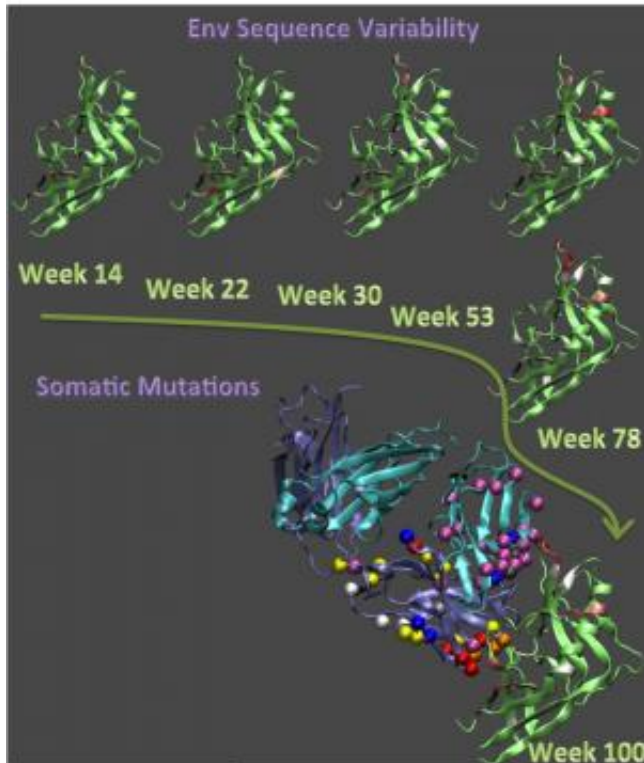 Env Sequence Variability
Week 14
Week 22
Week 30
Week 53
Somatic Mutations
Week 78
Week 100